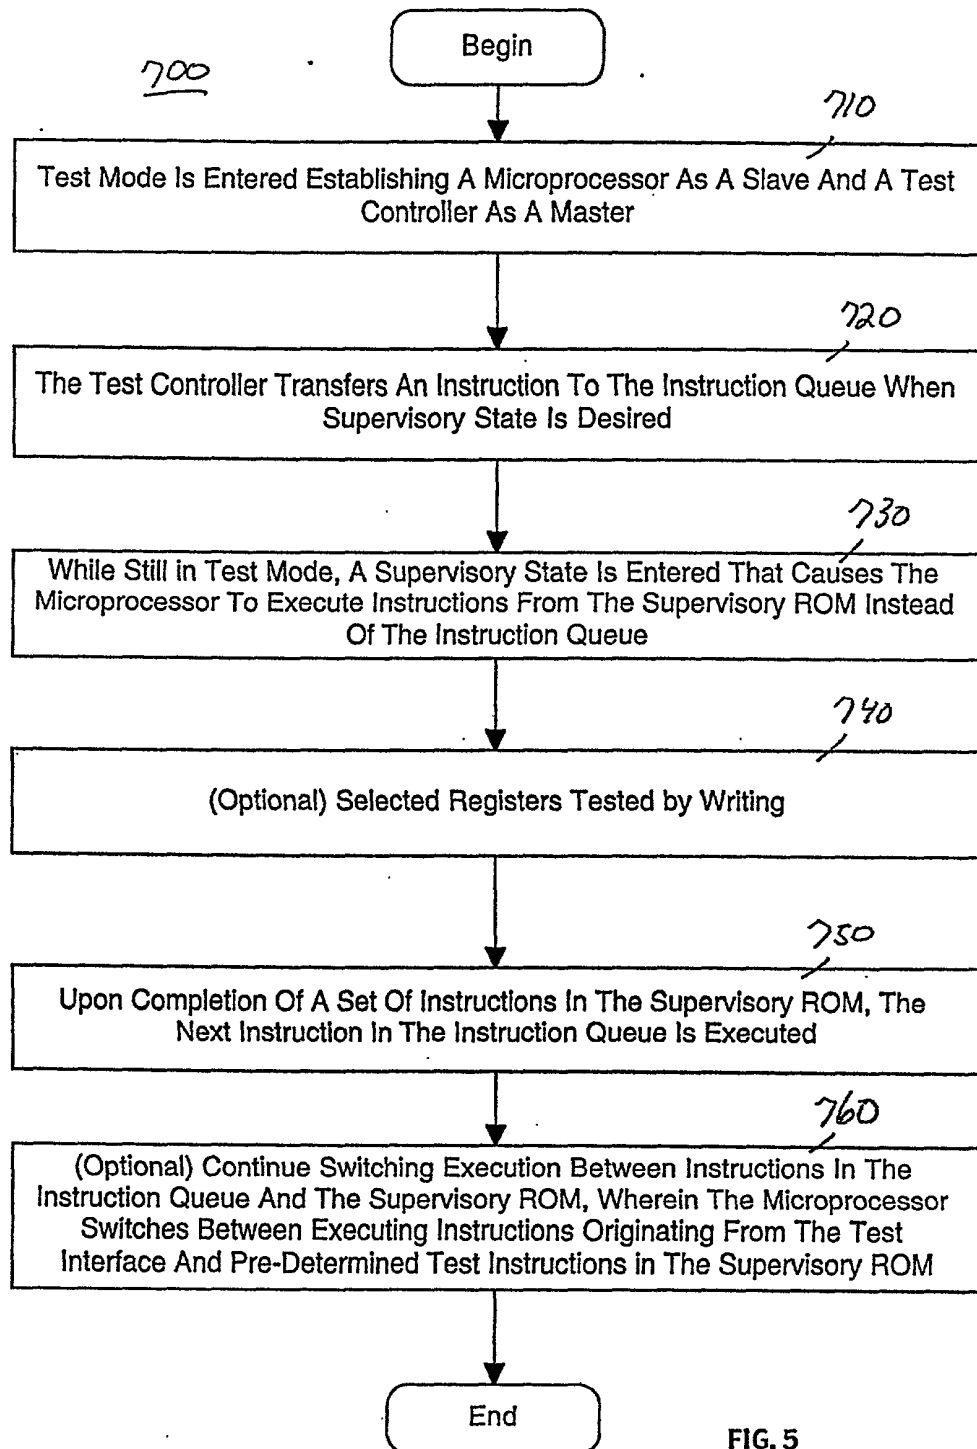 Begin
700
710
Test Mode Is Entered Establishing A Microprocessor As A Slave And A Test
Controller As A Master
720
The Test Controller Transfers An Instruction To The Instruction Queue When
Supervisory State Is Desired
730
While Still in Test Mode, A Supervisory State Is Entered That Causes The
Microprocessor To Execute Instructions From The Supervisory ROM Instead
Of The Instruction Queue
740
(Optional) Selected Registers Tested by Writing
750
Upon Completion Of A Set Of Instructions In The Supervisory ROM, The
Next Instruction In The Instruction Queue Is Executed
760
(Optional) Continue Switching Execution Between Instructions In The
Instruction Queue And The Supervisory ROM, Wherein The Microprocessor
Switches Between Executing Instructions Originating From The Test
Interface And Pre-Determined Test Instructions in The Supervisory ROM
End
FIG. 5